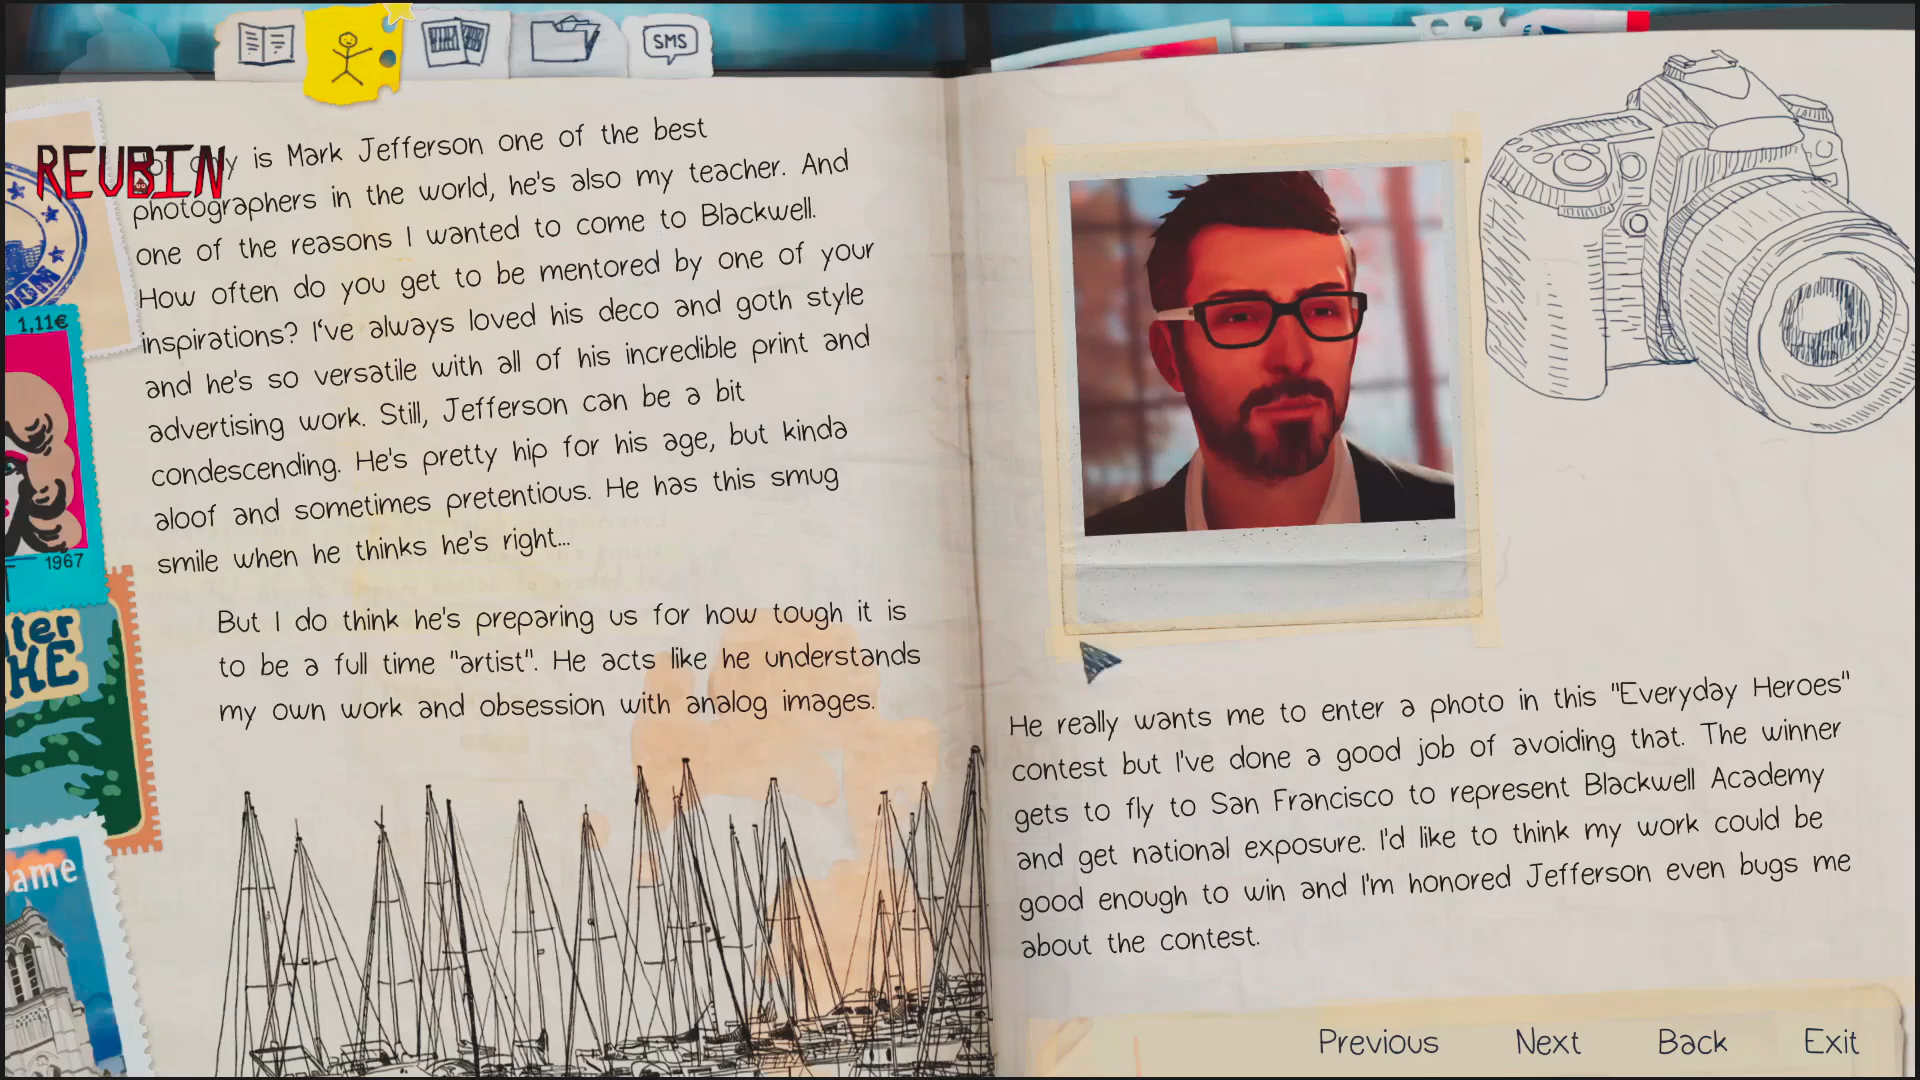 SMS
REUBIN
is Mark Jefferson one of the best
photographers in the world, he's also my teacher. And
one of the reasons I wanted to come to Blackwell.
How often do you get to be mentored by one of your
inspirations? I've always loved his deco and goth style
and he's so versatile with all of his incredible print and
advertising work. Still, Jefferson can be a bit
condescending. He's pretty hip for his age, but kinda
aloof and sometimes pretentious. He has this smug
smile when he thinks he's right...
But I do think he's preparing us for how tough it is
to be a full time "artist". He acts like he understands
my own work and obsession with analog images.
1,11€
1967
ter
HE
ame
He really wants me to enter a photo in this "Everyday Heroes"
contest but I've done a good job of avoiding that. The winner
gets to fly to San Francisco to represent Blackwell Academy
and get national exposure. I'd like to think my work could be
good enough to win and I'm honored Jefferson even bugs me
about the contest.
Previous Next Back Exit